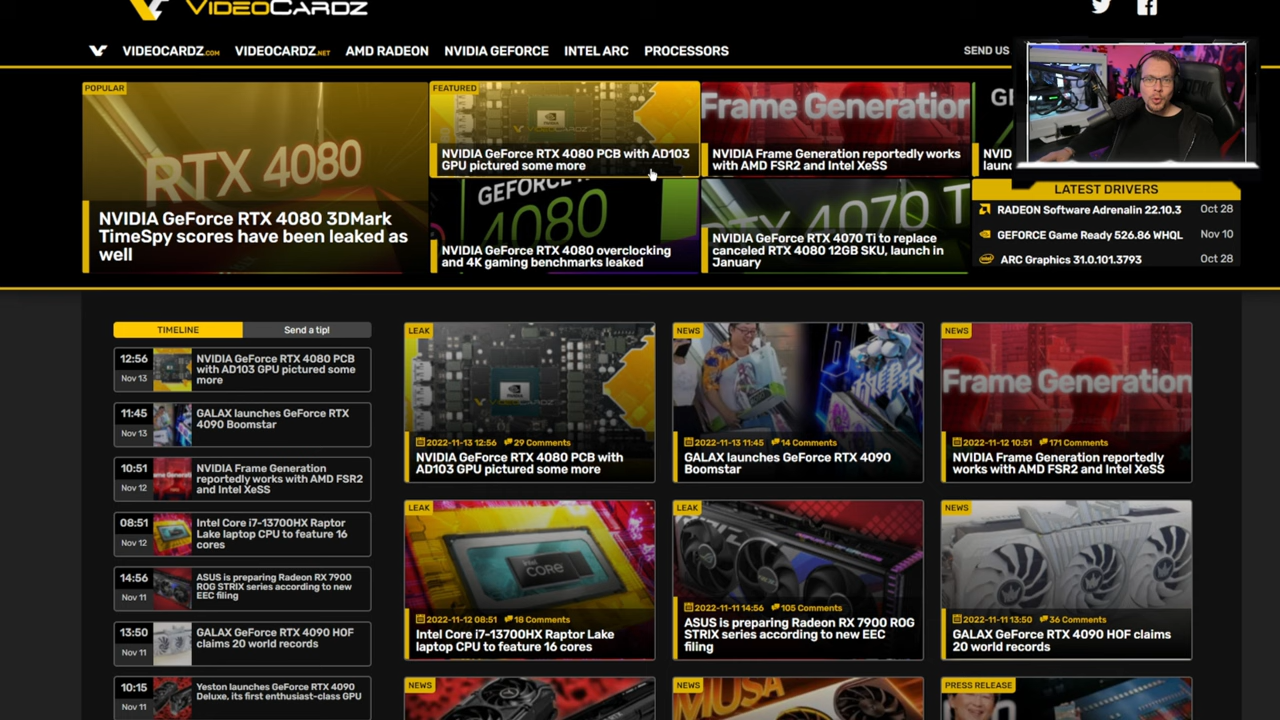 VIDEOCARDZ
VIDEOCARDZ.COM
VIDEOCARDZ.NET
AMD RADEON
NVIDIA GEFORCE
INTEL ARC
PROCESSORS
SEND US
POPULAR
RTX 4080
NVIDIA GeForce RTX 4080 3DMark
TimeSpy scores have been leaked as
well
FEATURED
NVIDIA GeForce RTX 4080 PCB with AD103
GPU pictured some more
Frame Generation
NVIDIA Frame Generation reportedly works
with AMD FSR2 and Intel XeSS
4080
NVIDIA GeForce RTX 4080 overclocking
and 4K gaming benchmarks leaked
RTX 4070 T
NVIDIA GeForce RTX 4070 Ti to replace
canceled RTX 4080 12GB SKU, launch in
January
LATEST DRIVERS
RADEON Software Adrenalin 22.10.3 Oct 28
GEFORCE Game Ready 526.86 WHQL Nov 10
ARC Graphics 31.0.101.3793 Oct 28
TIMELINE
Send a tip!
12:56
Nov 13
NVIDIA GeForce RTX 4080 PCB
with AD103 GPU pictured some
more
11:45
Nov 13
GALAX launches GeForce RTX
4090 Boomstar
10:51
Nov 12
NVIDIA Frame Generation
reportedly works with AMD FSR2
and Intel XeSS
08:51
Nov 12
Intel Core i7-13700HX Raptor
Lake laptop CPU to feature 16
cores
14:56
Nov 11
ASUS is preparing Radeon RX 7900
ROG STRIX series according to new
EEC filing
13:50
Nov 11
GALAX GeForce RTX 4090 HOF
claims 20 world records
10:15
Nov 11
Yeston launches GeForce RTX 4090
Deluxe, its first enthusiast-class GPU
LEAK
2022-11-13 12:56 29 Comments
NVIDIA GeForce RTX 4080 PCB with
AD103 GPU pictured some more
NEWS
2022-11-13 11:45 14 Comments
GALAX launches GeForce RTX 4090
Boomstar
NEWS
Frame Generation
2022-11-12 10:51 171 Comments
NVIDIA Frame Generation reportedly
works with AMD FSR2 and Intel XeSS
LEAK
CORE
2022-11-12 08:51 18 Comments
Intel Core i7-13700HX Raptor Lake
laptop CPU to feature 16 cores
LEAK
2022-11-11 14:56 105 Comments
ASUS is preparing Radeon RX 7900 ROG
STRIX series according to new EEC
filing
NEWS
2022-11-11 13:50 36 Comments
GALAX GeForce RTX 4090 HOF claims
20 world records
NEWS
NEWS
MUSA
PRESS RELEASE